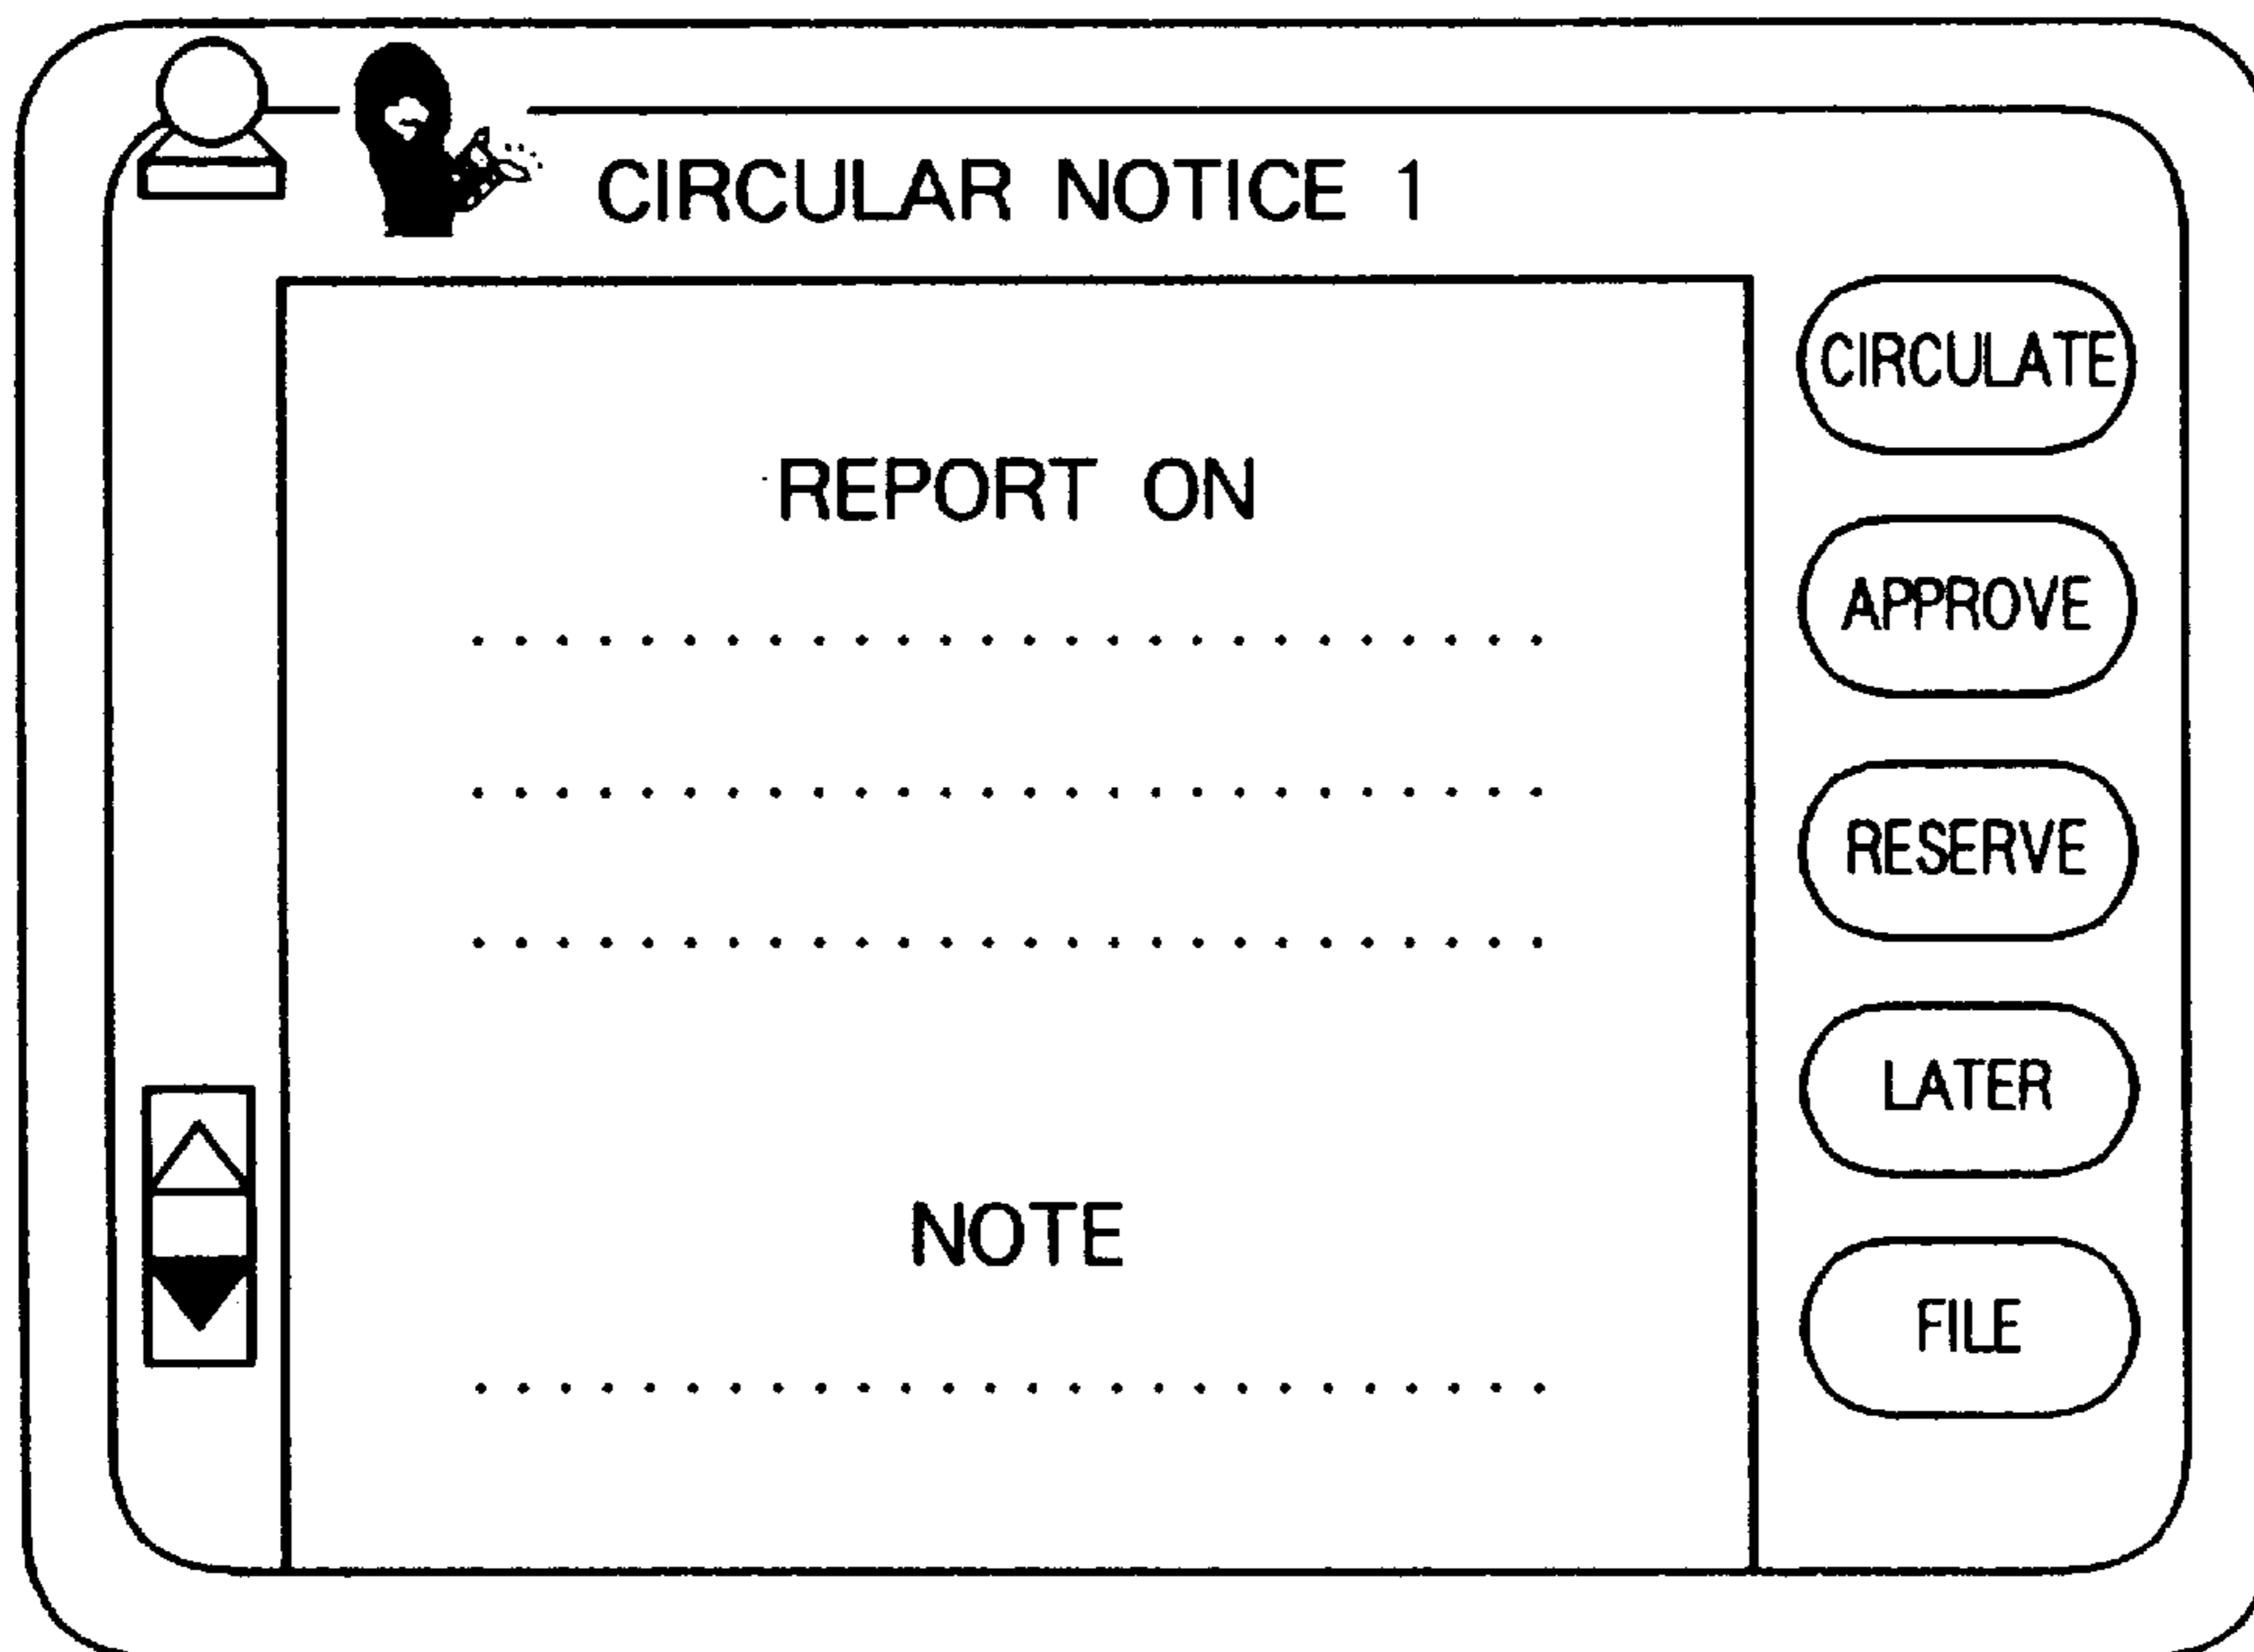 CIRCULAR NOTICE 1
REPORT ON
..........................
..........................
..........................
NOTE
..........................
CIRCULATE
APPROVE
RESERVE
LATER
FILE